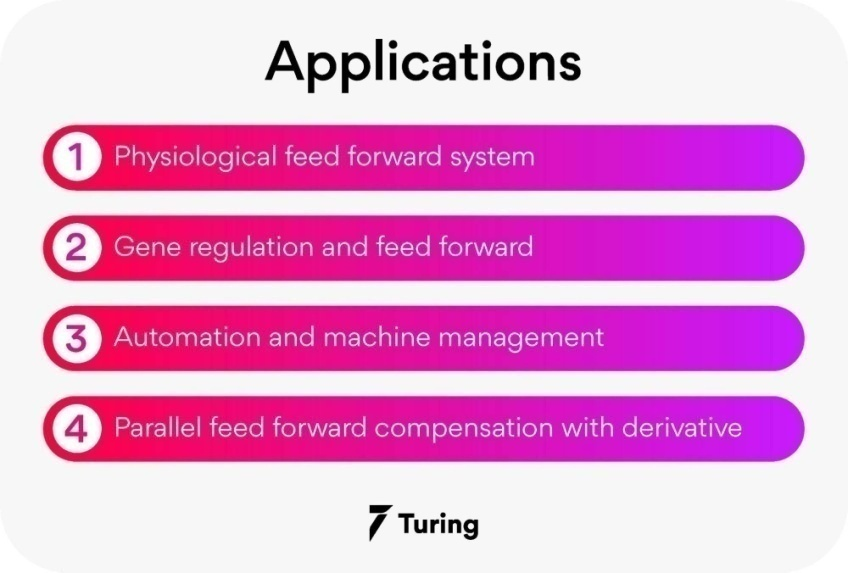 Applications
1 Physiological feed forward system
2 Gene regulation and feed forward
3 Automation and machine management
4 Parallel feed forward compensation with derivative
Turing